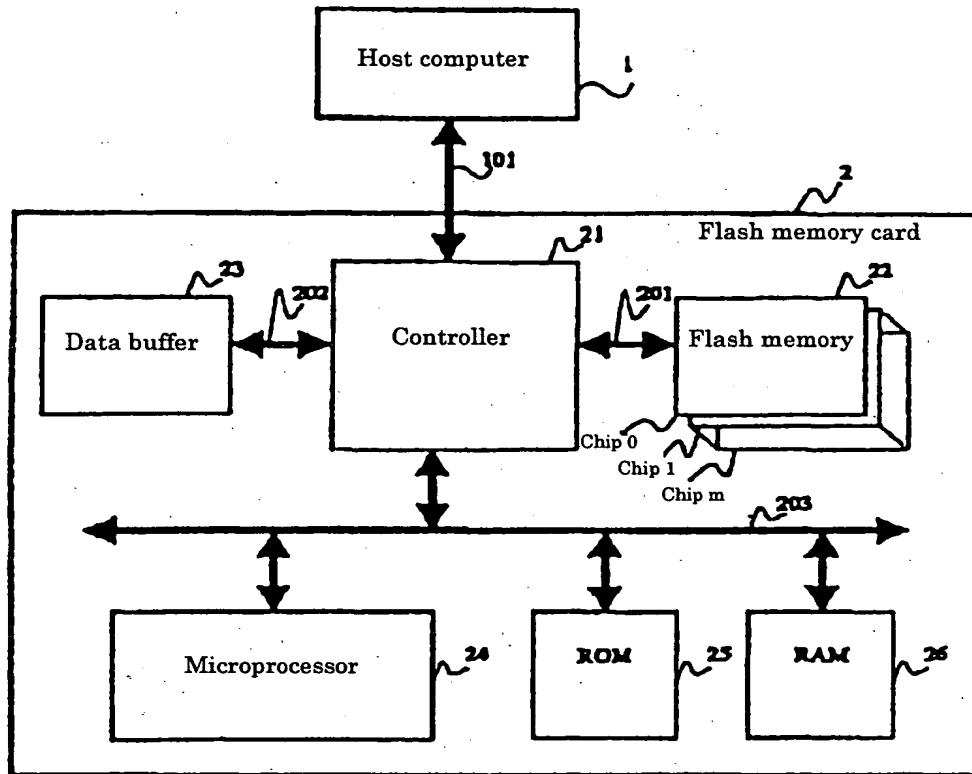 Host computer
1
101
2
Flash memory card
21
23
202
201
22
Data buffer
Controller
Flash memory
Chip 0
Chip 1
Chip m
203
Microprocessor
24
ROM
25
RAM
26